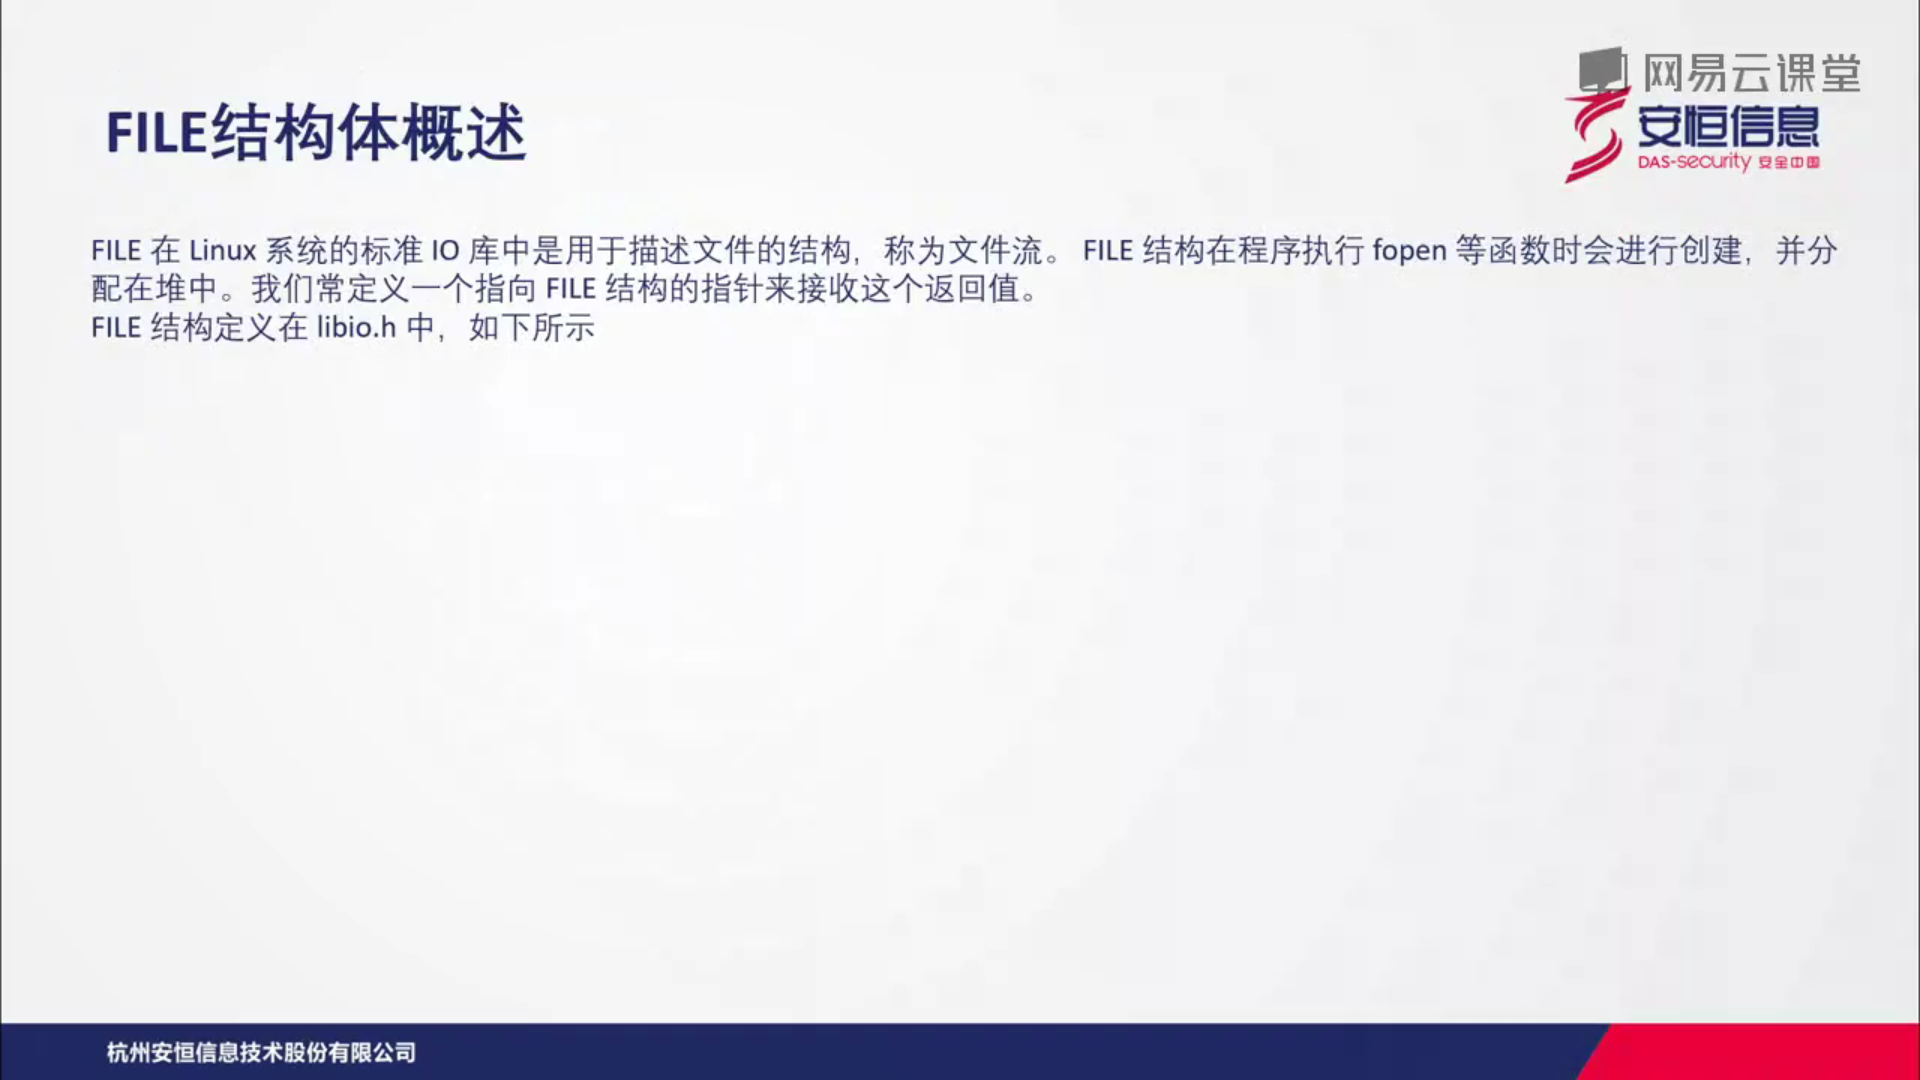 网易云课堂
FILE结构体概述
安恒信息
DAS-security 安全中国
FILE 在 Linux 系统的标准 IO 库中是用于描述文件的结构，称为文件流。 FILE 结构在程序执行 fopen 等函数时会进行创建，并分
配在堆中。我们常定义一个指向 FILE 结构的指针来接收这个返回值。
FILE 结构定义在 libio.h 中，如下所示
杭州安恒信息技术股份有限公司